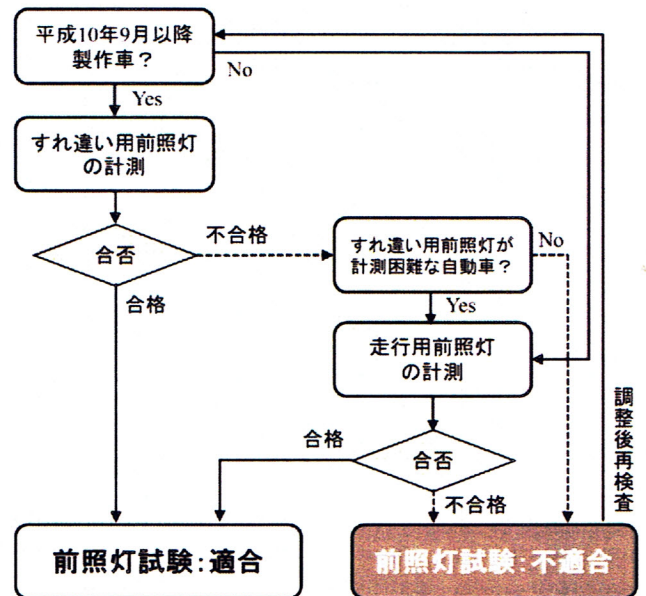 平成10年9月以降
製作車？
No
Yes
すれ違い用前照灯
の計測
合否
不合格
すれ違い用前照灯が
計測困難な自動車？
No
合格
Yes
走行用前照灯
の計測
調整後再検査
合格
合否
不合格
前照灯試験：適合
前照灯試験：不適合